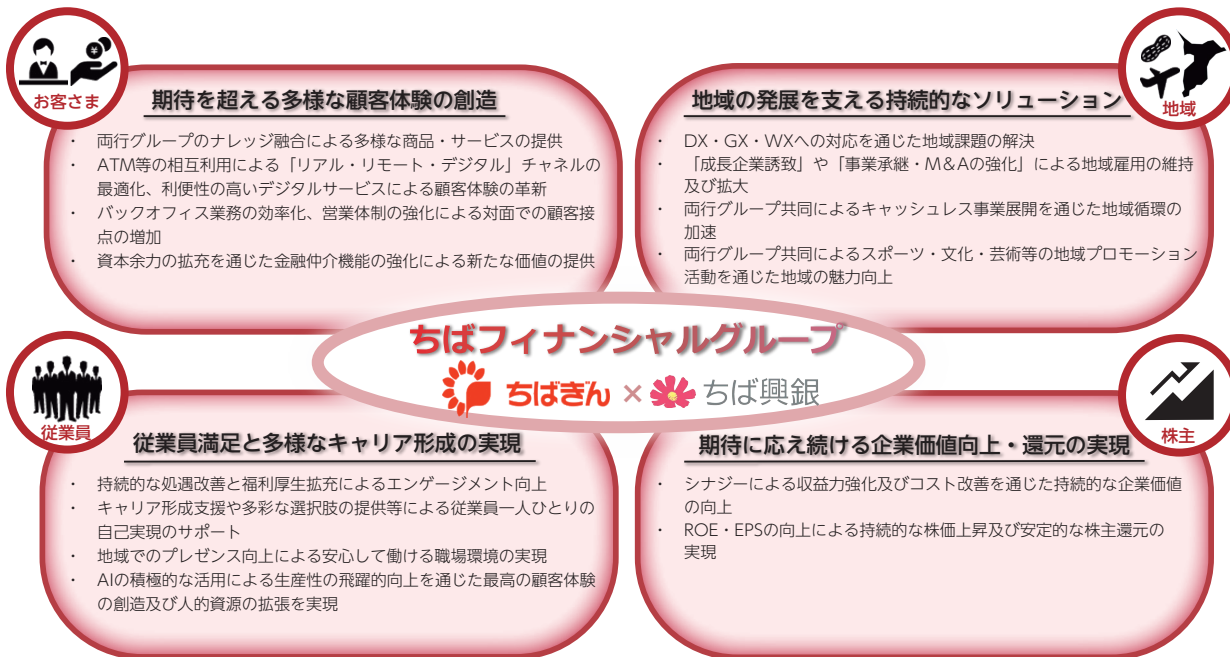 お客さま
期待を超える多様な顧客体験の創造
・ 両行グループのナレッジ融合による多様な商品・サービスの提供
・ ATM等の相互利用による「リアル・リモート・デジタル」チャネルの
最適化、利便性の高いデジタルサービスによる顧客体験の革新
・ バックオフィス業務の効率化、営業体制の強化による対面での顧客接
点の増加
・ 資本余力の拡充を通じた金融仲介機能の強化による新たな価値の提供
地域
地域の発展を支える持続的なソリューション
・ DX・GX・WXへの対応を通じた地域課題の解決
・ 「成長企業誘致」や「事業承継・M&Aの強化」による地域雇用の維持
及び拡大
・ 両行グループ共同によるキャッシュレス事業展開を通じた地域循環の
加速
・ 両行グループ共同によるスポーツ・文化・芸術等の地域プロモーション
活動を通じた地域の魅力向上
ちばフィナンシャルグループ
ちばぎん × ちば興銀
従業員
従業員満足と多様なキャリア形成の実現
・ 持続的な処遇改善と福利厚生拡充によるエンゲージメント向上
・ キャリア形成支援や多彩な選択肢の提供等による従業員一人ひとりの
自己実現のサポート
・ 地域でのプレゼンス向上による安心して働ける職場環境の実現
・ AIの積極的な活用による生産性の飛躍的向上を通じた最高の顧客体験
の創造及び人的資源の拡張を実現
株主
期待に応え続ける企業価値向上・還元の実現
・ シナジーによる収益力強化及びコスト改善を通じた持続的な企業価値
の向上
・ ROE・EPSの向上による持続的な株価上昇及び安定的な株主還元の
実現